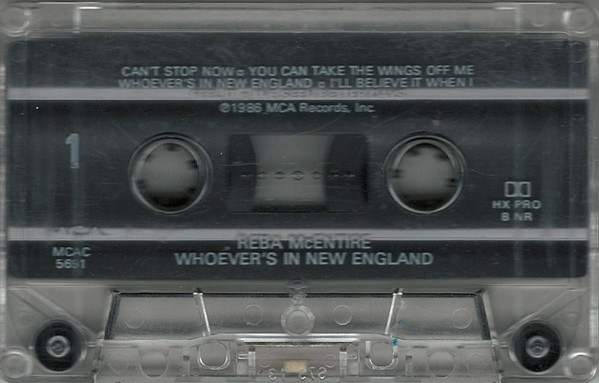 CAN'T STOP NOW ▫ YOU CAN TAKE THE WINGS OFF ME
WHOEVER'S IN NEW ENGLAND ▫ I'LL BELIEVE IT WHEN I
℗1986 MCA Records, Inc.
1
HX PRO
B NR
MCAC
5691
REBA McENTIRE
WHOEVER'S IN NEW ENGLAND